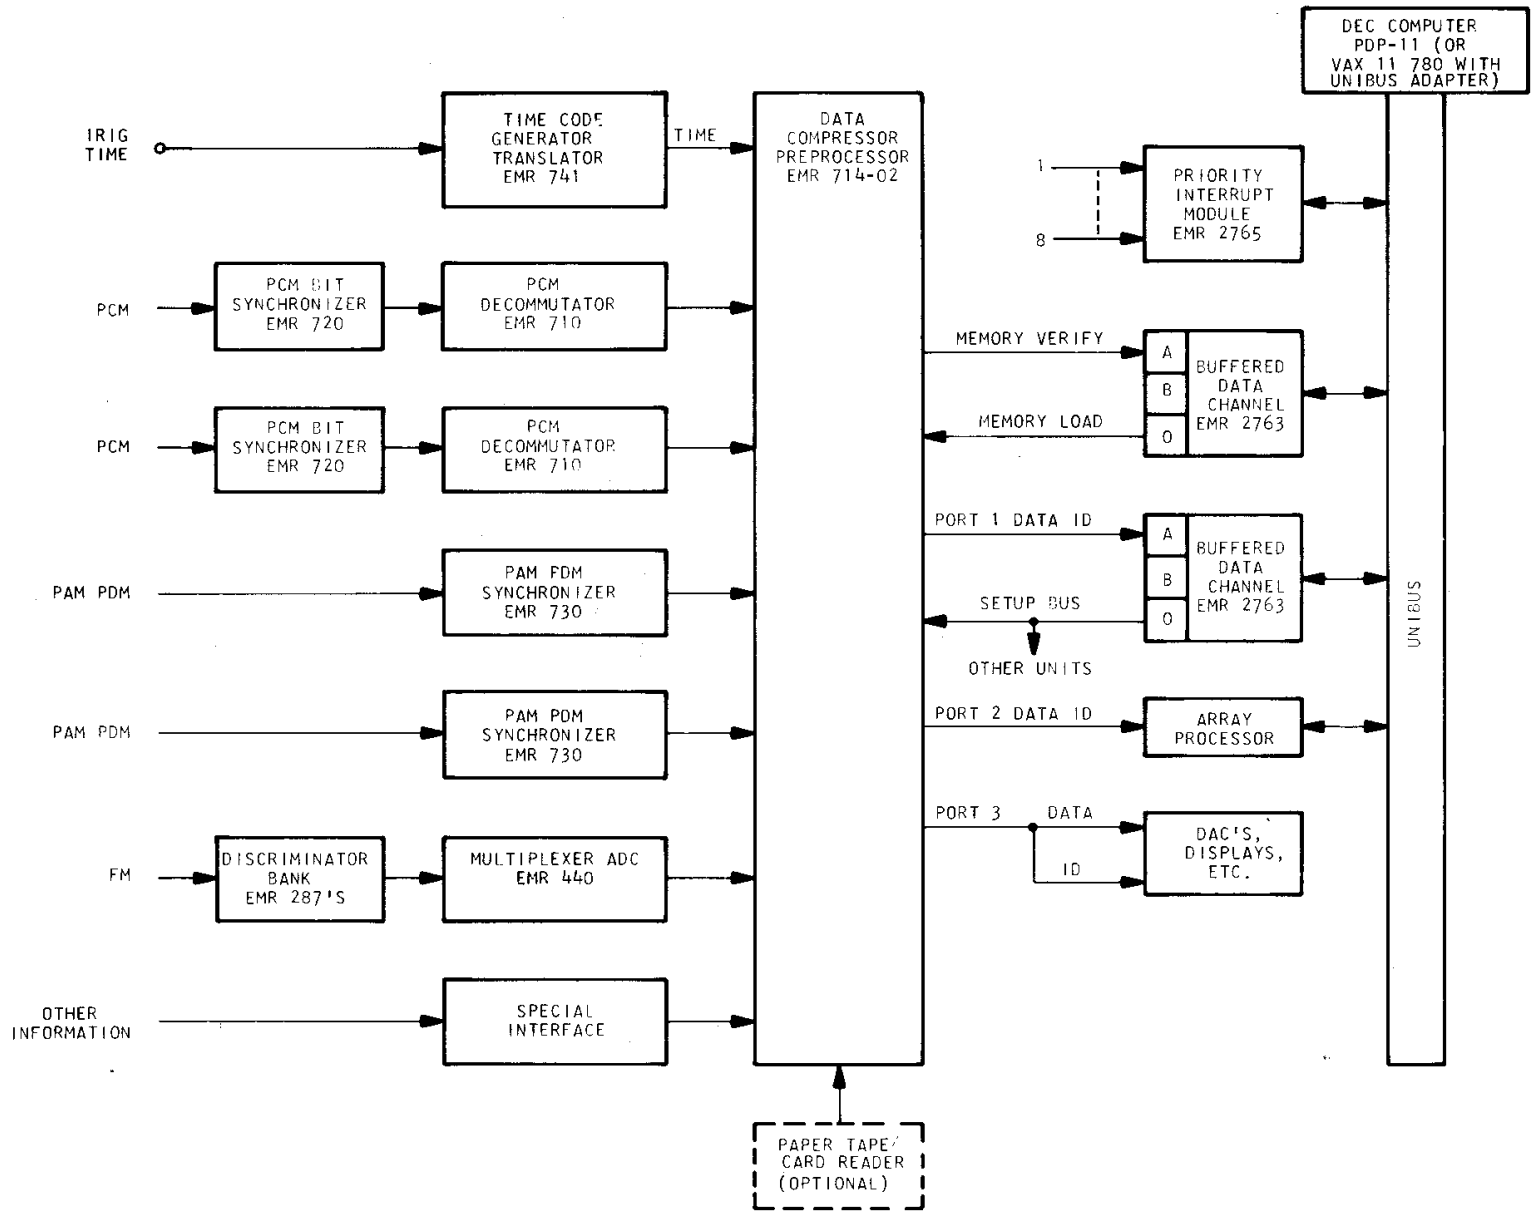 DEC COMPUTER
PDP-11 (OR
VAX 11 780 WITH
UNIBUS ADAPTER)
IRIG
TIME
TIME CODE
GENERATOR
TRANSLATOR
EMR 741
TIME
DATA
COMPRESSOR
PREPROCESSOR
EMR 714-02
1
8
PRIORITY
INTERRUPT
MODULE
EMR 2765
PCM
PCM BIT
SYNCHRONIZER
EMR 720
PCM
DECOMMUTATOR
EMR 710
MEMORY VERIFY
A
B
O
BUFFERED
DATA
CHANNEL
EMR 2763
MEMORY LOAD
PCM
PCM BIT
SYNCHRONIZER
EMR 720
PCM
DECOMMUTATOR
EMR 710
PORT 1 DATA ID
A
B
O
BUFFERED
DATA
CHANNEL
EMR 2763
SETUP BUS
OTHER UNITS
UNIBUS
PAM PDM
PAM PDM
SYNCHRONIZER
EMR 730
PORT 2 DATA ID
ARRAY
PROCESSOR
PAM PDM
PAM PDM
SYNCHRONIZER
EMR 730
PORT 3 DATA
ID
DAC'S,
DISPLAYS,
ETC.
FM
DISCRIMINATOR
BANK
EMR 287'S
MULTIPLEXER ADC
EMR 440
OTHER
INFORMATION
SPECIAL
INTERFACE
PAPER TAPE/
CARD READER
(OPTIONAL)